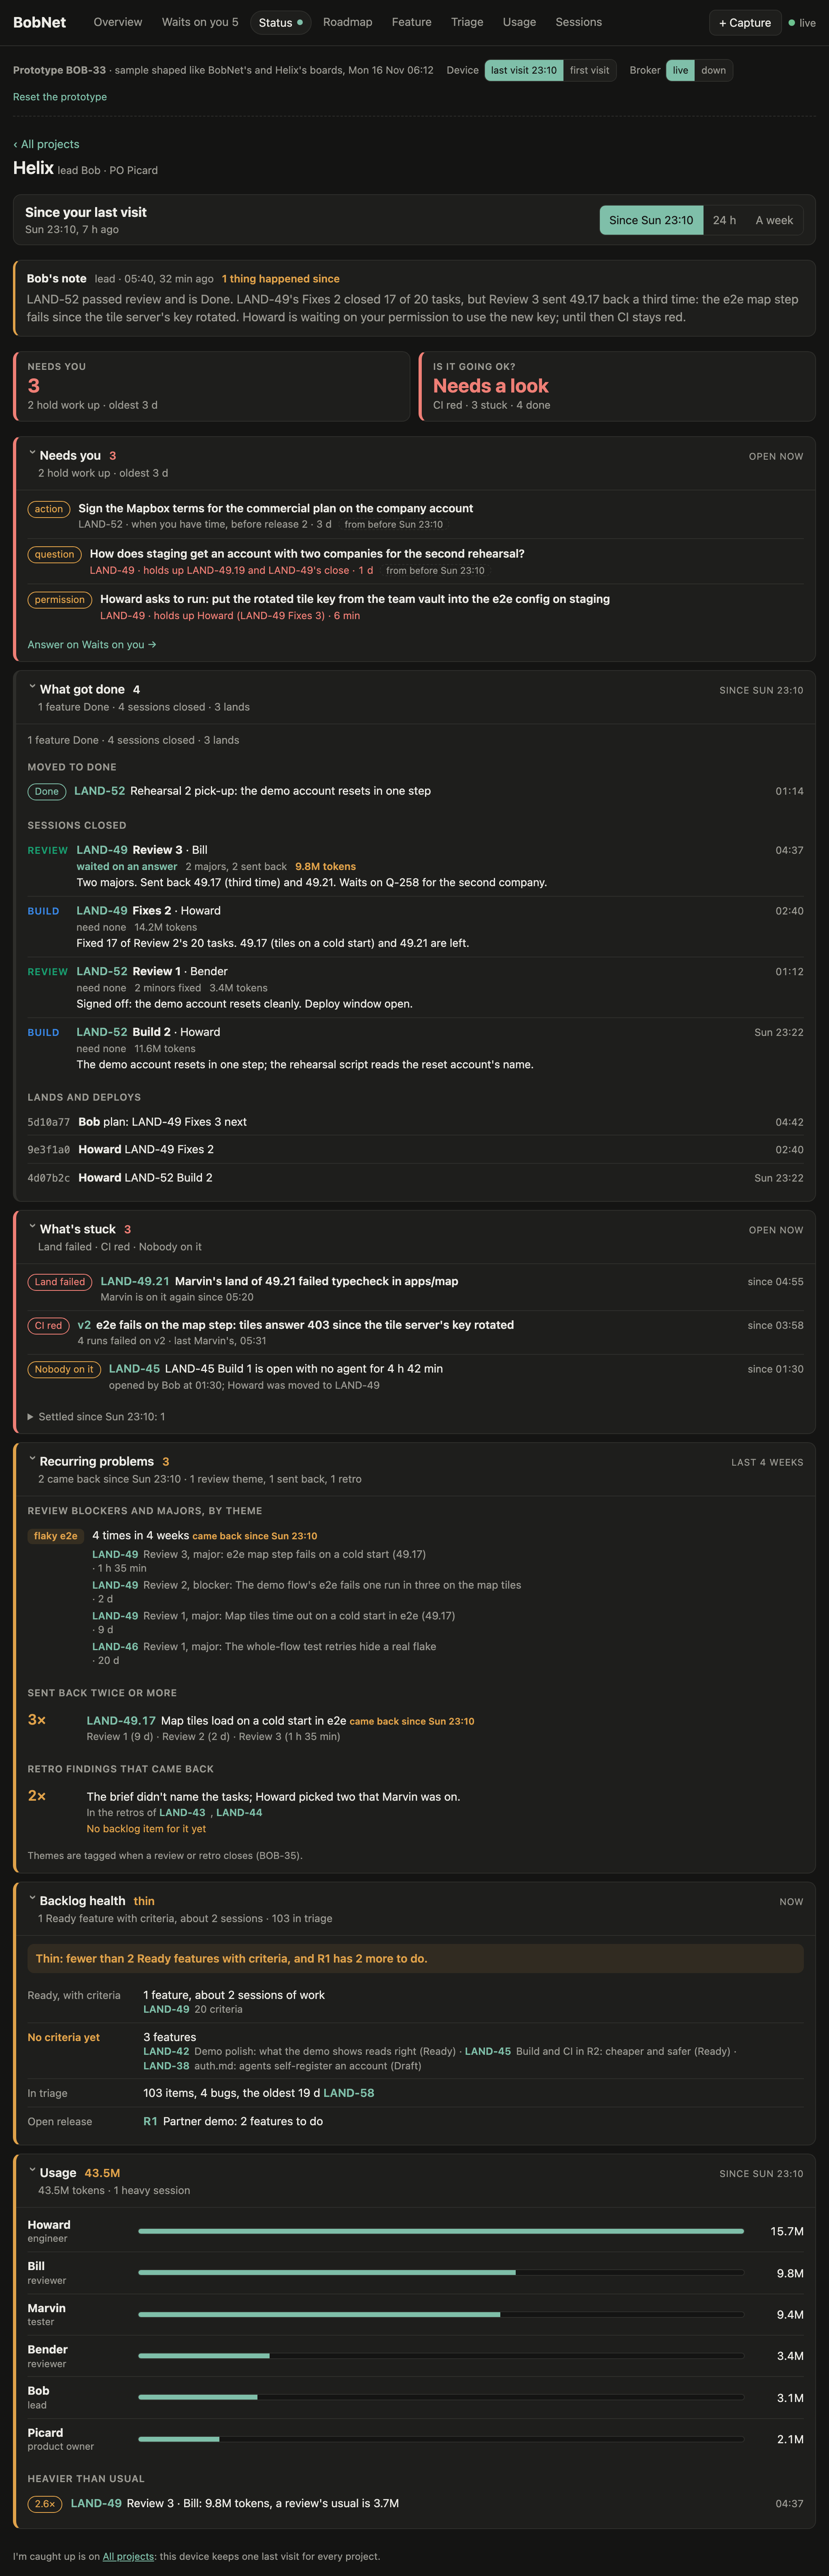 BobNet Overview Waits on you 5 Status Roadmap Feature Triage Usage Sessions + Capture live
Prototype BOB-33 · sample shaped like BobNet's and Helix's boards, Mon 16 Nov 06:12 Device last visit 23:10 first visit Broker live down
Reset the prototype
‹ All projects
Helix lead Bob · PO Picard
Since your last visit
Sun 23:10, 7 h ago
Since Sun 23:10 24 h A week
Bob's note lead · 05:40, 32 min ago 1 thing happened since
LAND-52 passed review and is Done. LAND-49's Fixes 2 closed 17 of 20 tasks, but Review 3 sent 49.17 back a third time: the e2e map step
fails since the tile server's key rotated. Howard is waiting on your permission to use the new key; until then CI stays red.
NEEDS YOU
3
2 hold work up · oldest 3 d
IS IT GOING OK?
Needs a look
CI red · 3 stuck · 4 done
Needs you 3 OPEN NOW
2 hold work up · oldest 3 d
action Sign the Mapbox terms for the commercial plan on the company account
LAND-52 · when you have time, before release 2 · 3 d from before Sun 23:10
question How does staging get an account with two companies for the second rehearsal?
LAND-49 · holds up LAND-49.19 and LAND-49's close · 1 d from before Sun 23:10
permission Howard asks to run: put the rotated tile key from the team vault into the e2e config on staging
LAND-49 · holds up Howard (LAND-49 Fixes 3) · 6 min
Answer on Waits on you →
What got done 4 SINCE SUN 23:10
1 feature Done · 4 sessions closed · 3 lands
1 feature Done · 4 sessions closed · 3 lands
MOVED TO DONE
Done LAND-52 Rehearsal 2 pick-up: the demo account resets in one step 01:14
SESSIONS CLOSED
REVIEW LAND-49 Review 3 · Bill 04:37
waited on an answer 2 majors, 2 sent back 9.8M tokens
Two majors. Sent back 49.17 (third time) and 49.21. Waits on Q-258 for the second company.
BUILD LAND-49 Fixes 2 · Howard 02:40
need none 14.2M tokens
Fixed 17 of Review 2's 20 tasks. 49.17 (tiles on a cold start) and 49.21 are left.
REVIEW LAND-52 Review 1 · Bender 01:12
need none 2 minors fixed 3.4M tokens
Signed off: the demo account resets cleanly. Deploy window open.
BUILD LAND-52 Build 2 · Howard Sun 23:22
need none 11.6M tokens
The demo account resets in one step; the rehearsal script reads the reset account's name.
LANDS AND DEPLOYS
5d10a77 Bob plan: LAND-49 Fixes 3 next 04:42
9e3f1a0 Howard LAND-49 Fixes 2 02:40
4d07b2c Howard LAND-52 Build 2 Sun 23:22
What's stuck 3 OPEN NOW
Land failed · CI red · Nobody on it
Land failed LAND-49.21 Marvin's land of 49.21 failed typecheck in apps/map since 04:55
Marvin is on it again since 05:20
CI red v2 e2e fails on the map step: tiles answer 403 since the tile server's key rotated since 03:58
4 runs failed on v2 · last Marvin's, 05:31
Nobody on it LAND-45 LAND-45 Build 1 is open with no agent for 4 h 42 min since 01:30
opened by Bob at 01:30; Howard was moved to LAND-49
▶ Settled since Sun 23:10: 1
Recurring problems 3 LAST 4 WEEKS
2 came back since Sun 23:10 · 1 review theme, 1 sent back, 1 retro
REVIEW BLOCKERS AND MAJORS, BY THEME
flaky e2e 4 times in 4 weeks came back since Sun 23:10
LAND-49 Review 3, major: e2e map step fails on a cold start (49.17)
· 1 h 35 min
LAND-49 Review 2, blocker: The demo flow's e2e fails one run in three on the map tiles
· 2 d
LAND-49 Review 1, major: Map tiles time out on a cold start in e2e (49.17)
· 9 d
LAND-46 Review 1, major: The whole-flow test retries hide a real flake
· 20 d
SENT BACK TWICE OR MORE
3× LAND-49.17 Map tiles load on a cold start in e2e came back since Sun 23:10
Review 1 (9 d) · Review 2 (2 d) · Review 3 (1 h 35 min)
RETRO FINDINGS THAT CAME BACK
2× The brief didn't name the tasks; Howard picked two that Marvin was on.
In the retros of LAND-43 , LAND-44
No backlog item for it yet
Themes are tagged when a review or retro closes (BOB-35).
Backlog health thin NOW
1 Ready feature with criteria, about 2 sessions · 103 in triage
Thin: fewer than 2 Ready features with criteria, and R1 has 2 more to do.
Ready, with criteria 1 feature, about 2 sessions of work
LAND-49 20 criteria
No criteria yet 3 features
LAND-42 Demo polish: what the demo shows reads right (Ready) · LAND-45 Build and CI in R2: cheaper and safer (Ready) ·
LAND-38 auth.md: agents self-register an account (Draft)
In triage 103 items, 4 bugs, the oldest 19 d LAND-58
Open release R1 Partner demo: 2 features to do
Usage 43.5M SINCE SUN 23:10
43.5M tokens · 1 heavy session
Howard
engineer 15.7M
Bill
reviewer 9.8M
Marvin
tester 9.4M
Bender
reviewer 3.4M
Bob
lead 3.1M
Picard
product owner 2.1M
HEAVIER THAN USUAL
2.6× LAND-49 Review 3 · Bill: 9.8M tokens, a review's usual is 3.7M 04:37
I'm caught up is on All projects: this device keeps one last visit for every project.